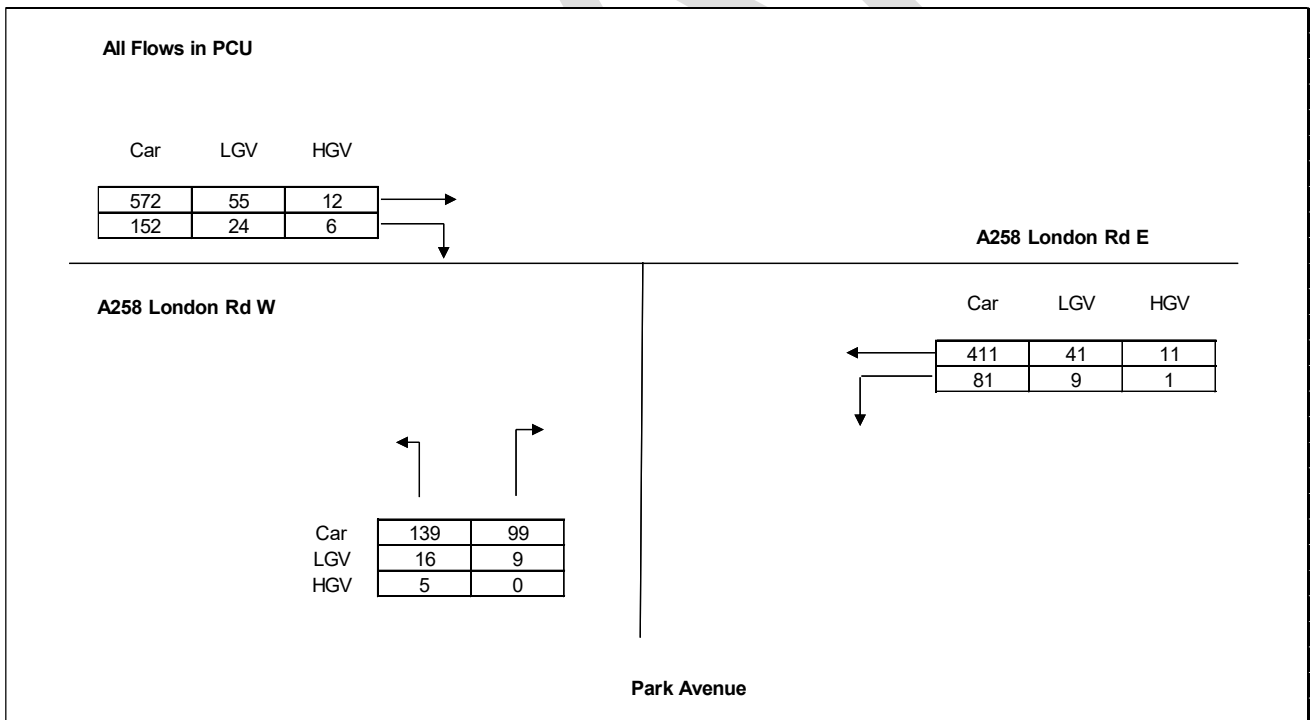 All Flows in PCU
Car LGV HGV
572 55 12
152 24 6
A258 London Rd E
A258 London Rd W
Car LGV HGV
411 41 11
81 9 1
Car 139 99
LGV 16 9
HGV 5 0
Park Avenue